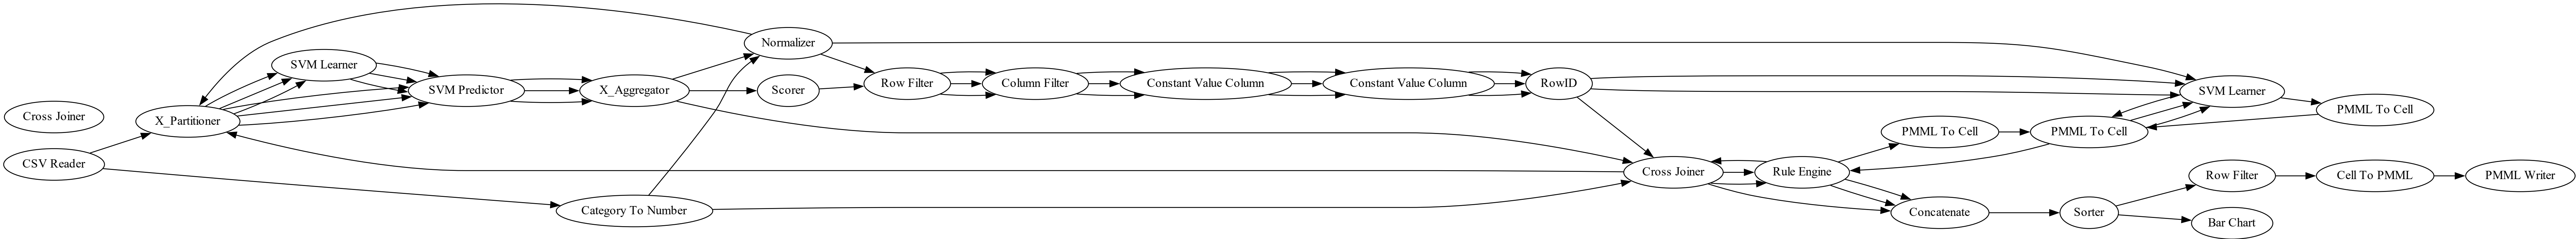 Cross Joiner
CSV Reader
X_Partitioner
SVM Learner
SVM Predictor
X_Aggregator
Category To Number
Normalizer
Scorer
Row Filter
Column Filter
Constant Value Column
Constant Value Column
RowID
Cross Joiner
Rule Engine
PMML To Cell
Concatenate
PMML To Cell
Sorter
SVM Learner
Row Filter
Bar Chart
PMML To Cell
Cell To PMML
PMML Writer